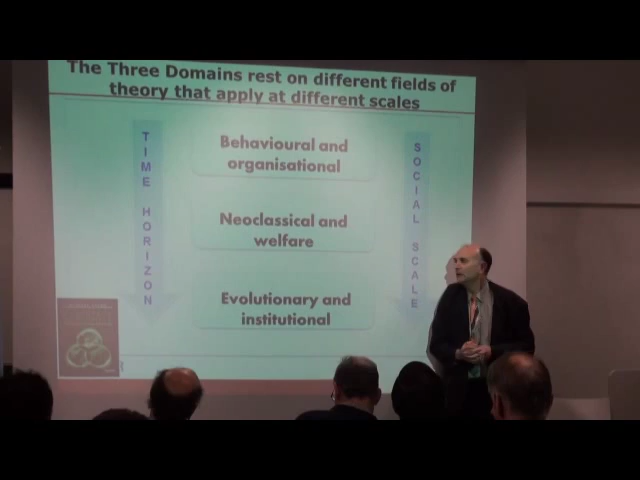 The Three Domains rest on different fields of
theory that apply at different scales
TIME HORIZON
Behavioural and
organisational
Neoclassical and
welfare
Evolutionary and
institutional
SOCIAL SCALE